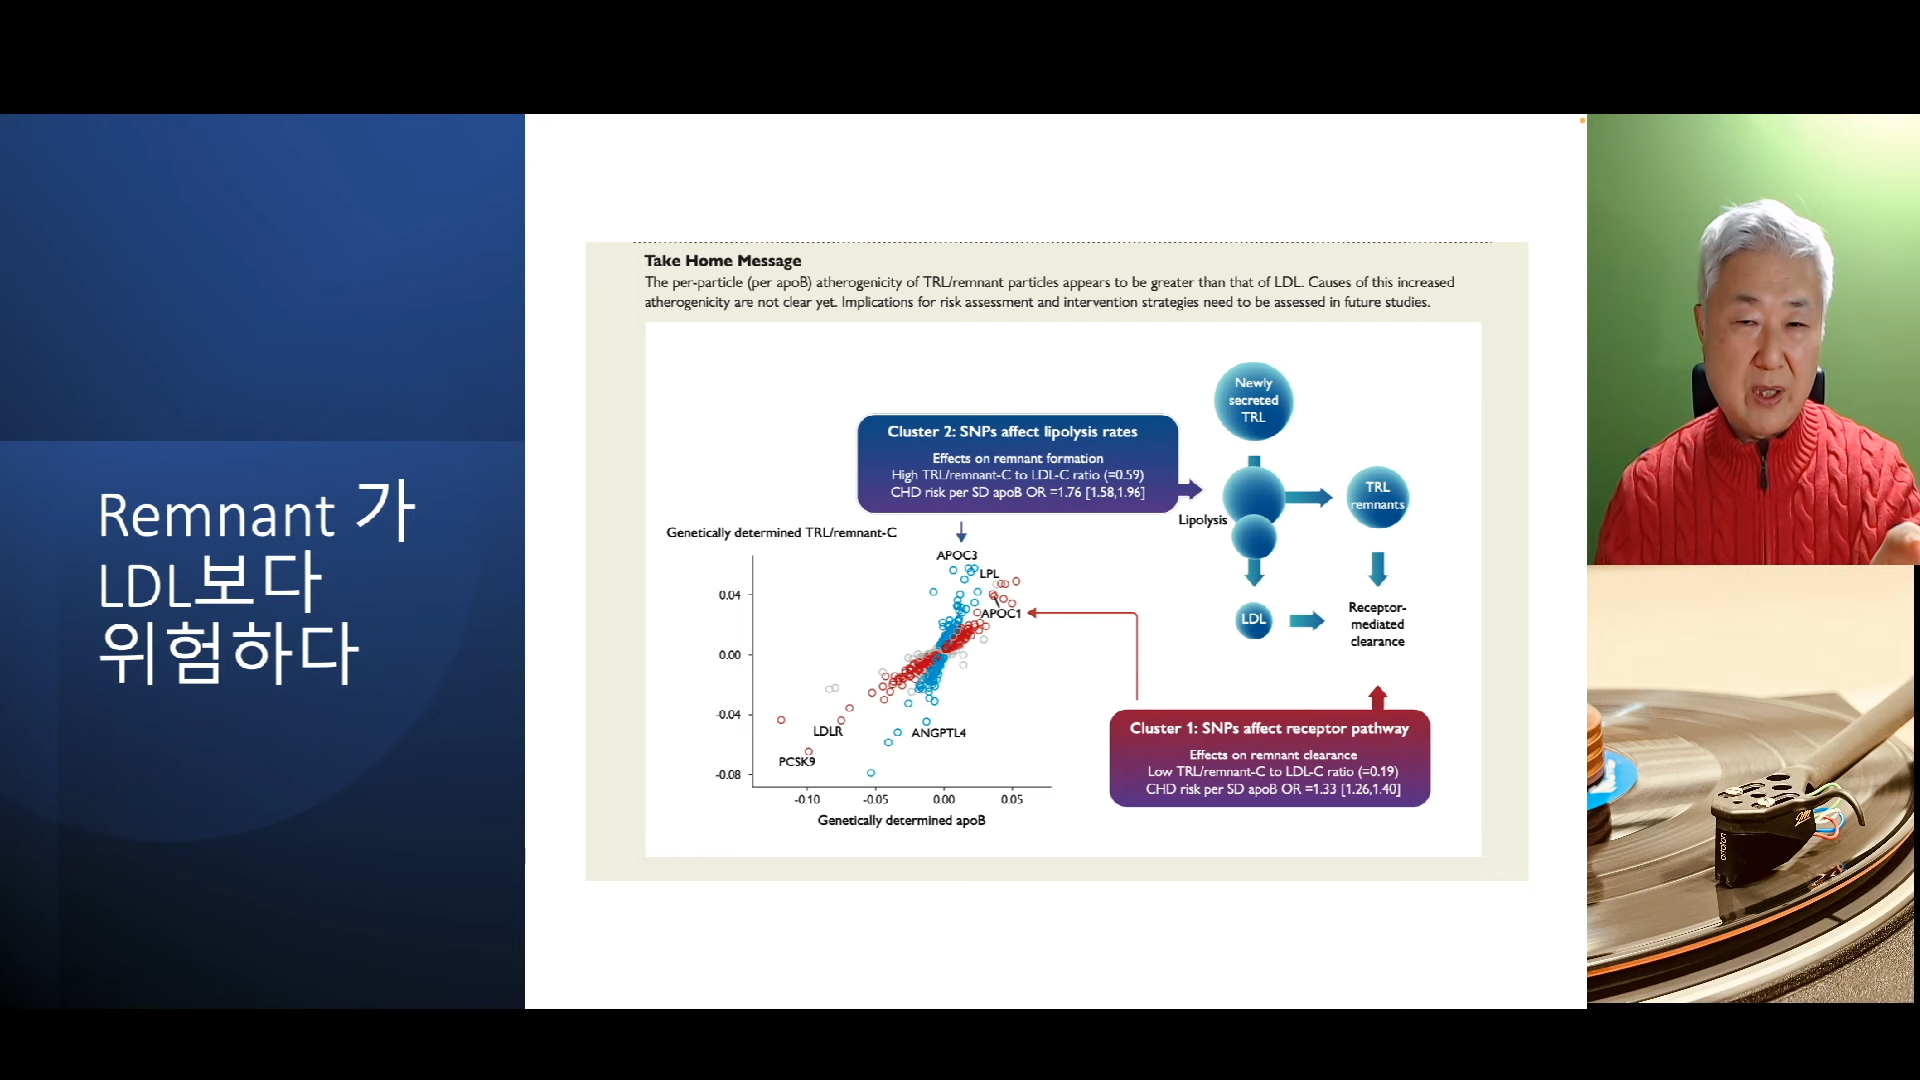 Remnant 가
LDL보다
위험하다
Take Home Message
The per-particle (per apoB) atherogenicity of TRL/remnant particles appears to be greater than that of LDL. Causes of this increased
atherogenicity are not clear yet. Implications for risk assessment and intervention strategies need to be assessed in future studies.
Newly
secreted
TRL
Cluster 2: SNPs affect lipolysis rates
Effects on remnant formation
High TRL/remnant-C to LDL-C ratio (=0.59)
CHD risk per SD apoB OR =1.76 [1.58,1.96]
TRL
remnants
Lipolysis
LDL
Receptor-
mediated
clearance
Genetically determined TRL/remnant-C
APOC3
LPL
APOC1
0.04
0.00
-0.04
-0.08
LDLR
PCSK9
ANGPTL4
-0.10
-0.05
0.00
0.05
Genetically determined apoB
Cluster 1: SNPs affect receptor pathway
Effects on remnant clearance
Low TRL/remnant-C to LDL-C ratio (=0.19)
CHD risk per SD apoB OR =1.33 [1.26,1.40]
ortofon
2M